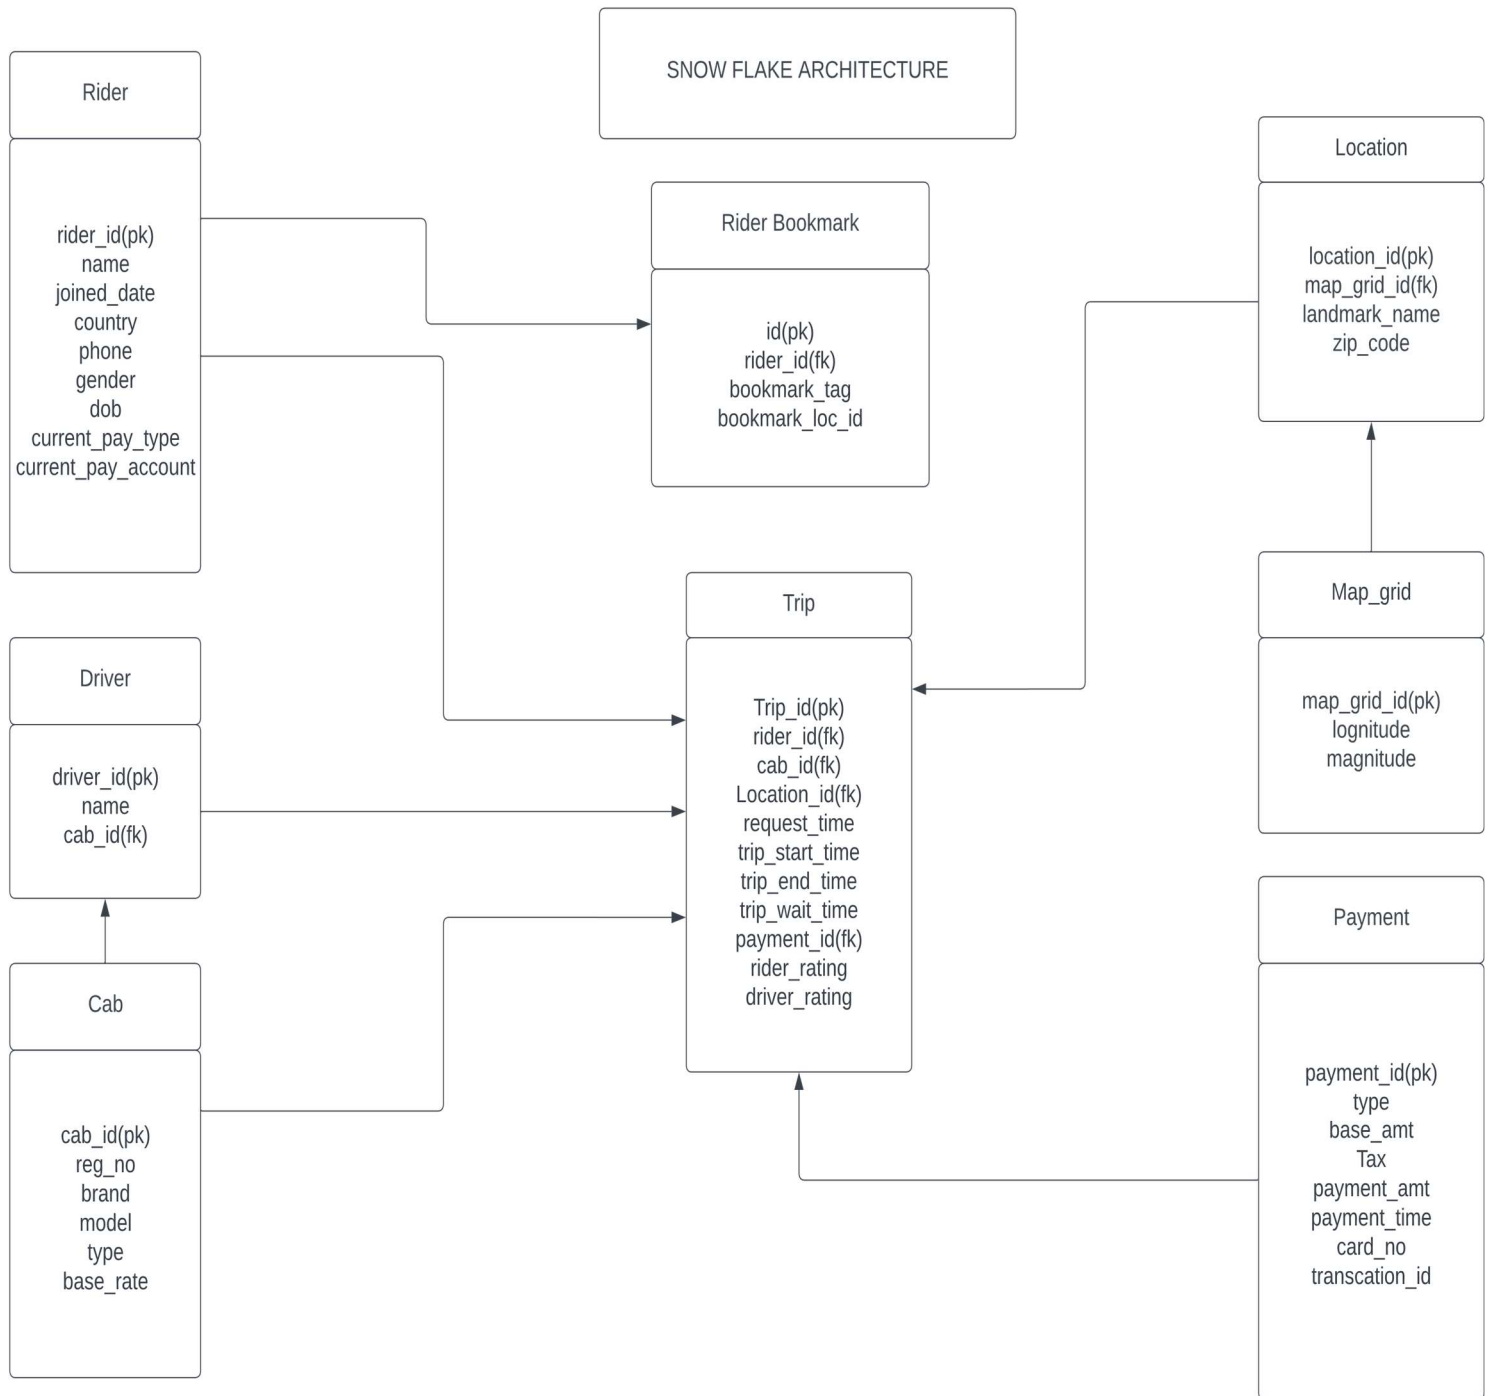 SNOW FLAKE ARCHITECTURE
Rider
rider_id(pk)
name
joined_date
country
phone
gender
dob
current_pay_type
current_pay_account
Rider Bookmark
id(pk)
rider_id(fk)
bookmark_tag
bookmark_loc_id
Location
location_id(pk)
map_grid_id(fk)
landmark_name
zip_code
Driver
driver_id(pk)
name
cab_id(fk)
Trip
Trip_id(pk)
rider_id(fk)
cab_id(fk)
Location_id(fk)
request_time
trip_start_time
trip_end_time
trip_wait_time
payment_id(fk)
rider_rating
driver_rating
Map_grid
map_grid_id(pk)
lognitude
magnitude
Cab
cab_id(pk)
reg_no
brand
model
type
base_rate
Payment
payment_id(pk)
type
base_amt
Tax
payment_amt
payment_time
card_no
transcation_id